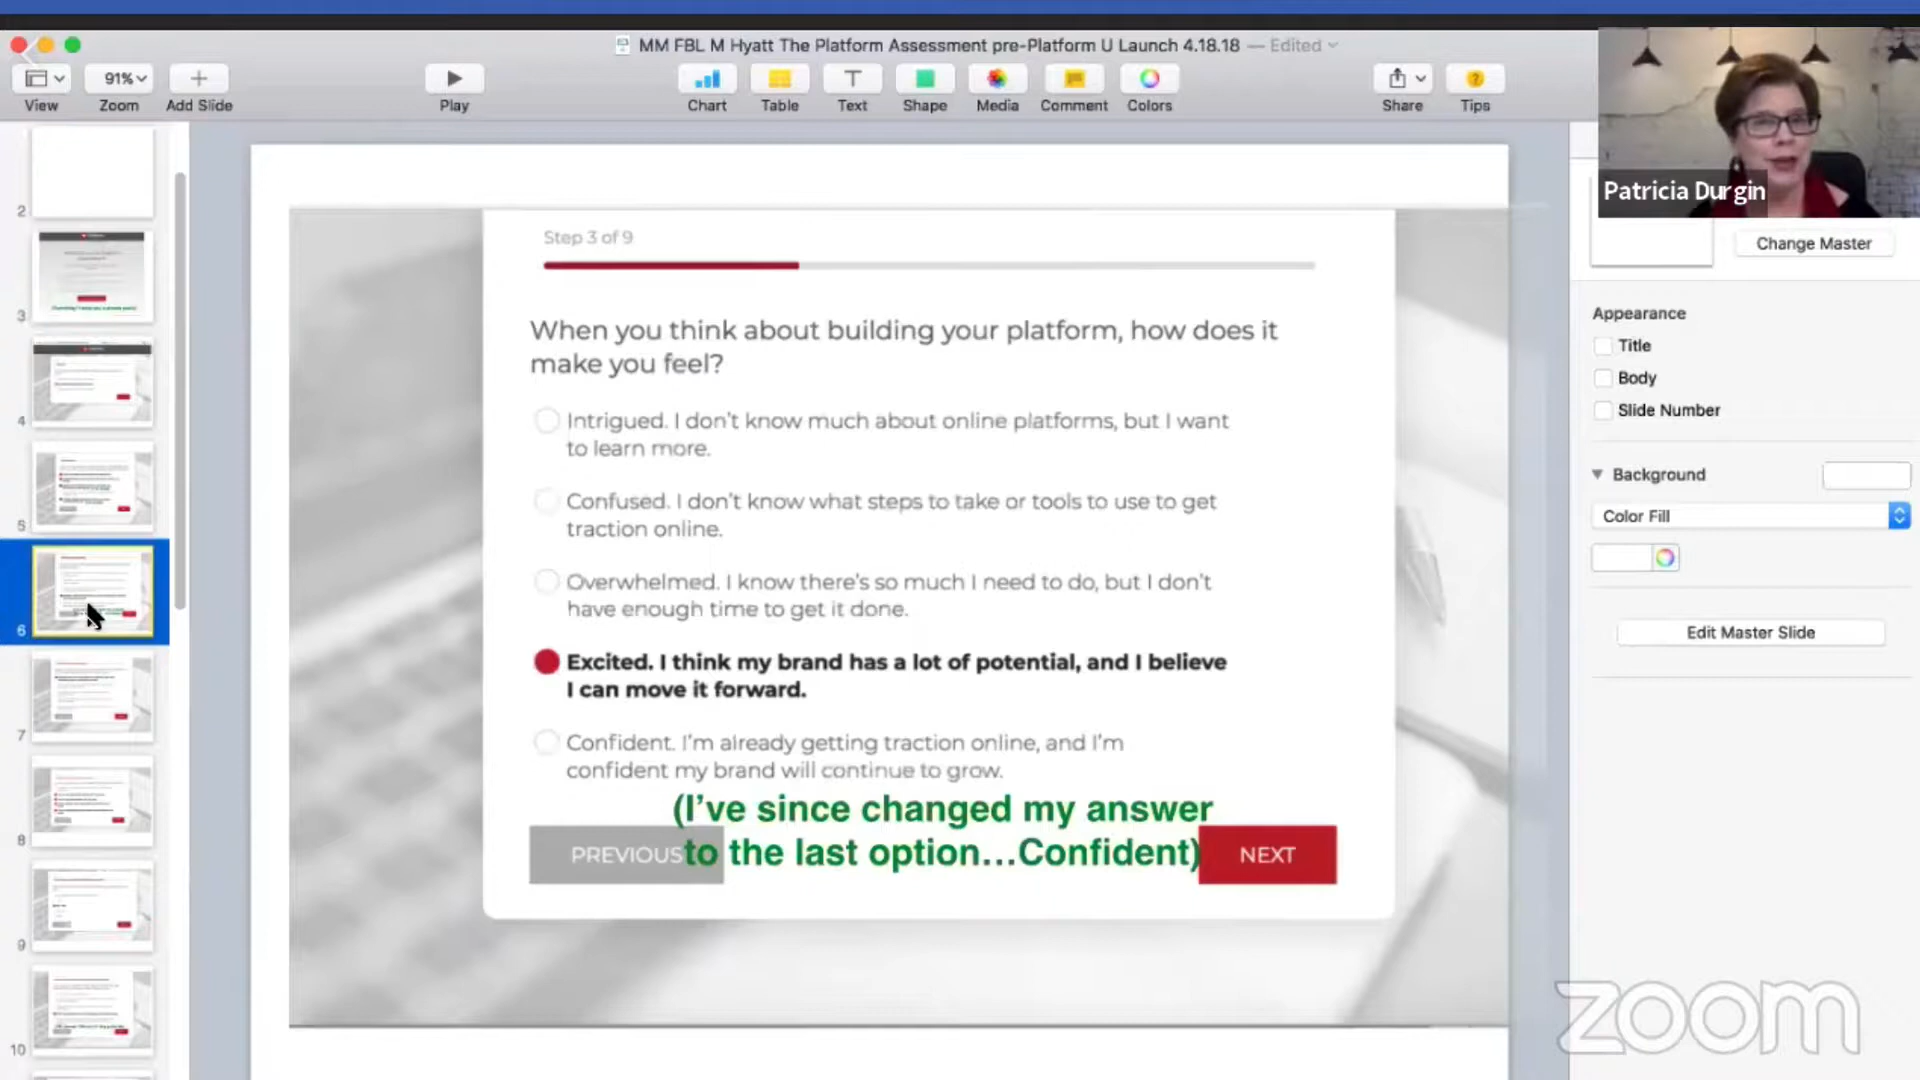 MM FBL M Hyatt The Platform Assessment pre-Platform U Launch 4.18.18 — Edited
91%
View
Zoom
Add Slide
Play
Chart
Table
Text
Shape
Media
Comment
Colors
Share
Tips
Patricia Durgin
Change Master
Appearance
Title
Body
Slide Number
Background
Color Fill
Edit Master Slide
2
3
4
5
6
7
8
9
10
Step 3 of 9
When you think about building your platform, how does it
make you feel?
Intrigued. I don't know much about online platforms, but I want
to learn more.
Confused. I don't know what steps to take or tools to use to get
traction online.
Overwhelmed. I know there's so much I need to do, but I don't
have enough time to get it done.
Excited. I think my brand has a lot of potential, and I believe
I can move it forward.
Confident. I'm already getting traction online, and I'm
confident my brand will continue to grow.
(I've since changed my answer
to the last option...Confident)
PREVIOUS
NEXT
zoom